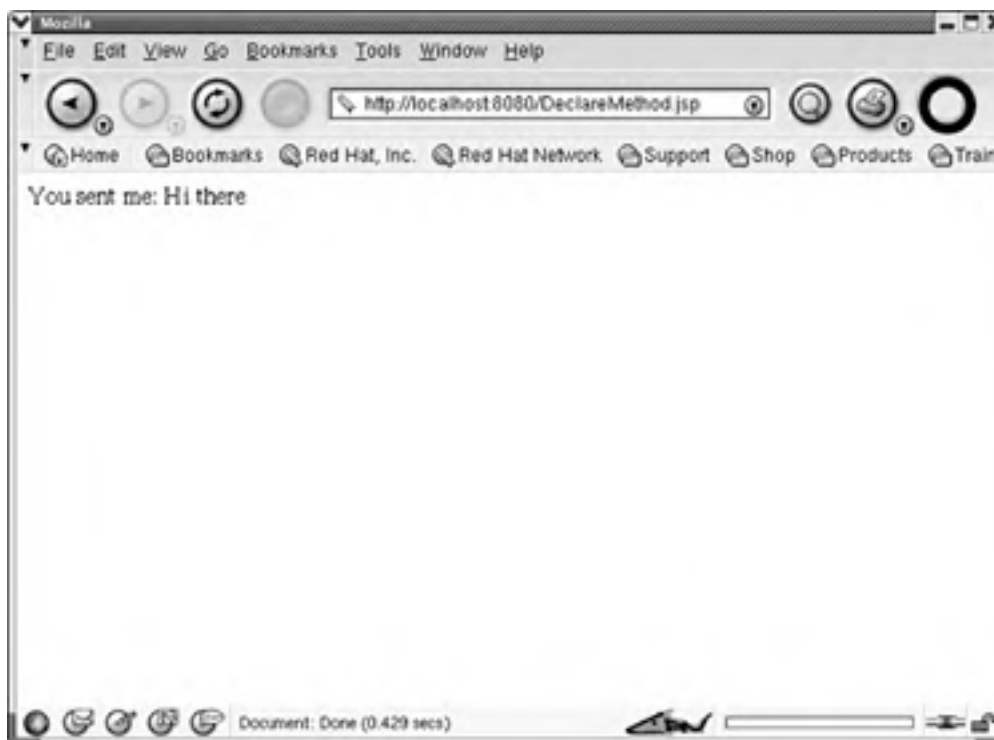 Mozilla
File Edit View Go Bookmarks Tools Window Help
http://localhost:8080/DeclareMethod.jsp
Home Bookmarks Red Hat, Inc. Red Hat Network Support Shop Products Train
You sent me: Hi there
Document: Done (0.429 secs)